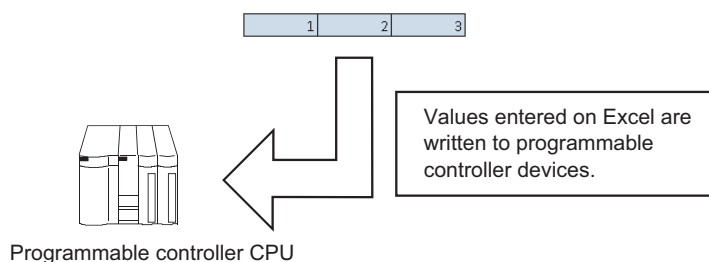 1 2 3
Values entered on Excel are
written to programmable
controller devices.
Programmable controller CPU